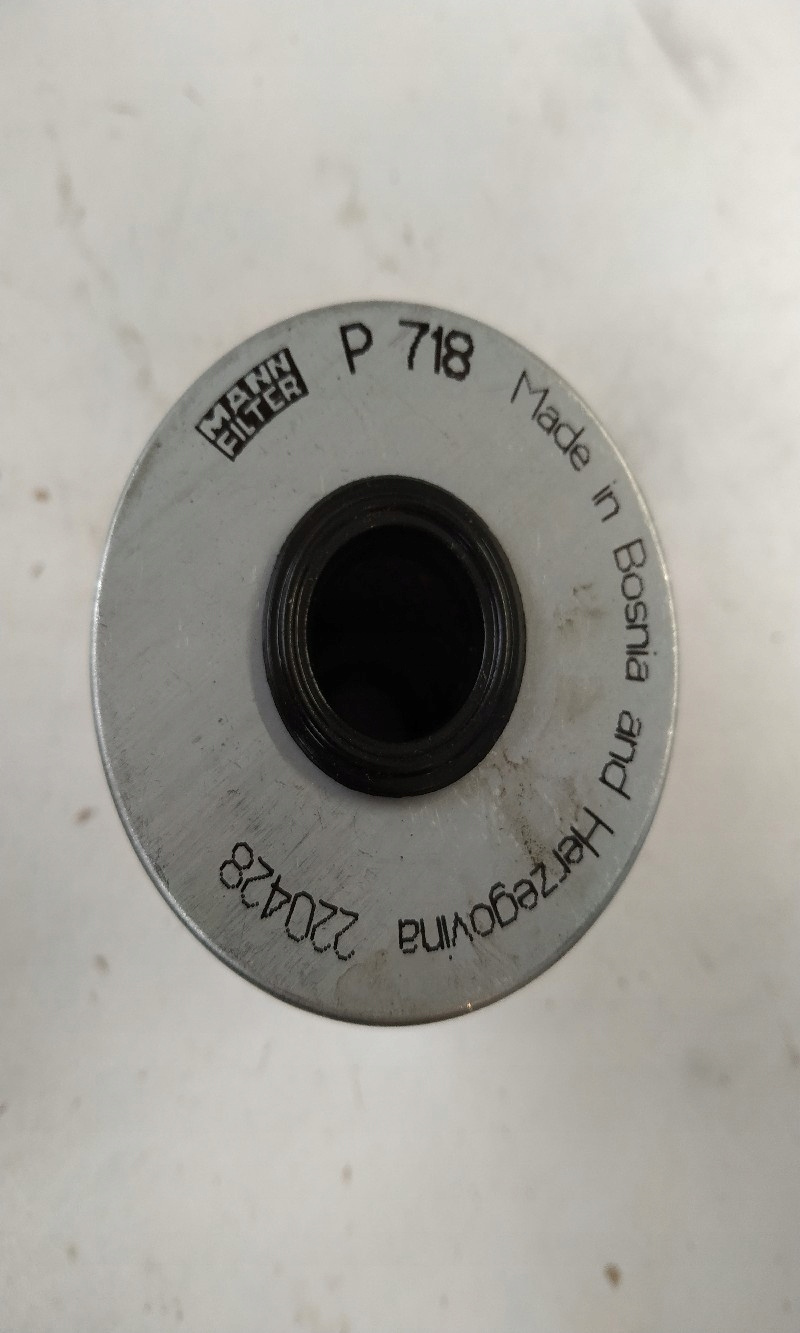 MANN
FILTER
P 718
Made in Bosnia and Herzegovina
220428